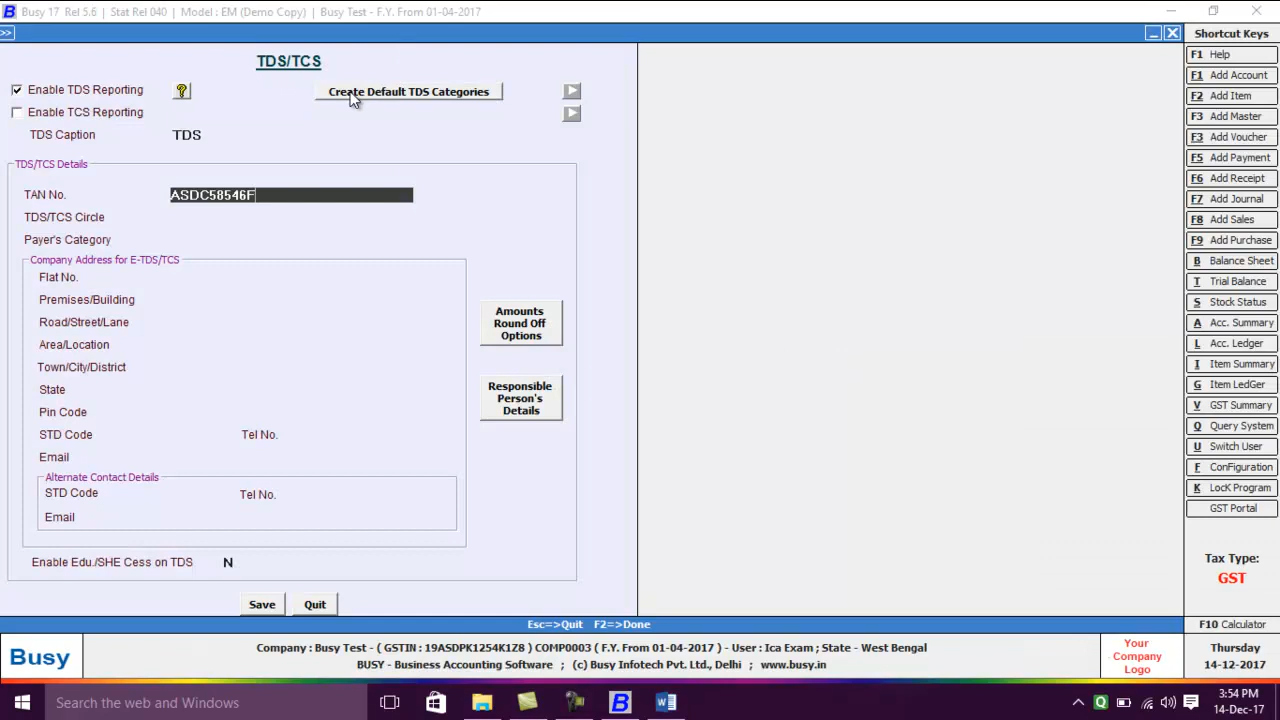 Busy 17 Rel 5.6 | Stat Rel 040 | Model : EM (Demo Copy) | Busy Test - F.Y. From 01-04-2017
>>
TDS/TCS
Enable TDS Reporting
?
Create Default TDS Categories
Enable TCS Reporting
TDS Caption TDS
TDS/TCS Details
TAN No. ASDC58546F
TDS/TCS Circle
Payer's Category
Company Address for E-TDS/TCS
Flat No.
Premises/Building
Road/Street/Lane
Area/Location
Town/City/District
State
Pin Code
STD Code Tel No.
Email
Alternate Contact Details
STD Code Tel No.
Email
Amounts
Round Off
Options
Responsible
Person's
Details
Enable Edu./SHE Cess on TDS N
Save Quit
Esc=>Quit F2=>Done
Shortcut Keys
F1 Help
F1 Add Account
F2 Add Item
F3 Add Master
F3 Add Voucher
F5 Add Payment
F6 Add Receipt
F7 Add Journal
F8 Add Sales
F9 Add Purchase
B Balance Sheet
T Trial Balance
S Stock Status
A Acc. Summary
L Acc. Ledger
I Item Summary
G Item LedGer
V GST Summary
Q Query System
U Switch User
F ConFiguration
K LocK Program
GST Portal
Tax Type:
GST
F10 Calculator
Busy
Company : Busy Test - ( GSTIN : 19ASDPK1254K1Z8 ) COMP0003 ( F.Y. From 01-04-2017 ) - User : Ica Exam ; State - West Bengal
BUSY - Business Accounting Software ; (c) Busy Infotech Pvt. Ltd., Delhi ; www.busy.in
Your
Company
Logo
Thursday
14-12-2017
Search the web and Windows
3:54 PM
14-Dec-17